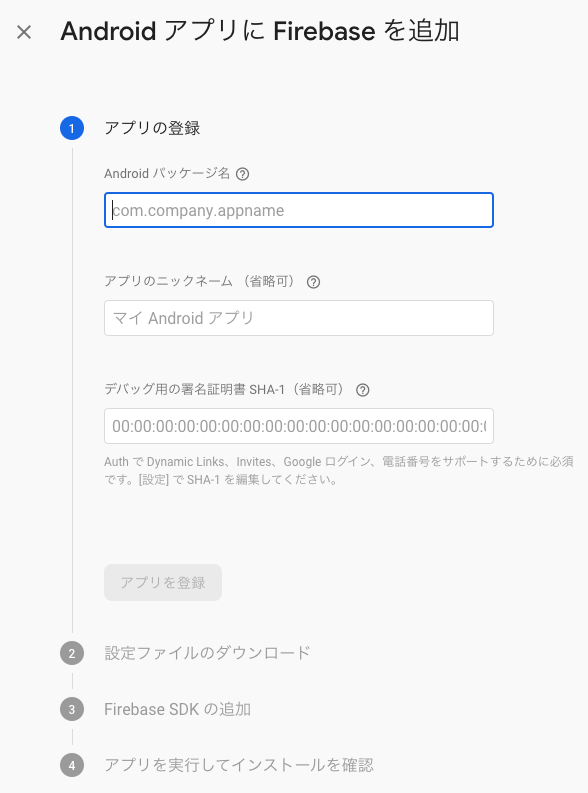 Android アプリに Firebase を追加
1 アプリの登録
Android パッケージ名 ?
com.company.appname
アプリのニックネーム （省略可） ?
マイ Android アプリ
デバッグ用の署名証明書 SHA-1（省略可） ?
00:00:00:00:00:00:00:00:00:00:00:00:00:00:00:00:00:
Auth で Dynamic Links、Invites、Google ログイン、電話番号をサポートするために必須
です。[設定] で SHA-1 を編集してください。
アプリを登録
2 設定ファイルのダウンロード
3 Firebase SDK の追加
4 アプリを実行してインストールを確認